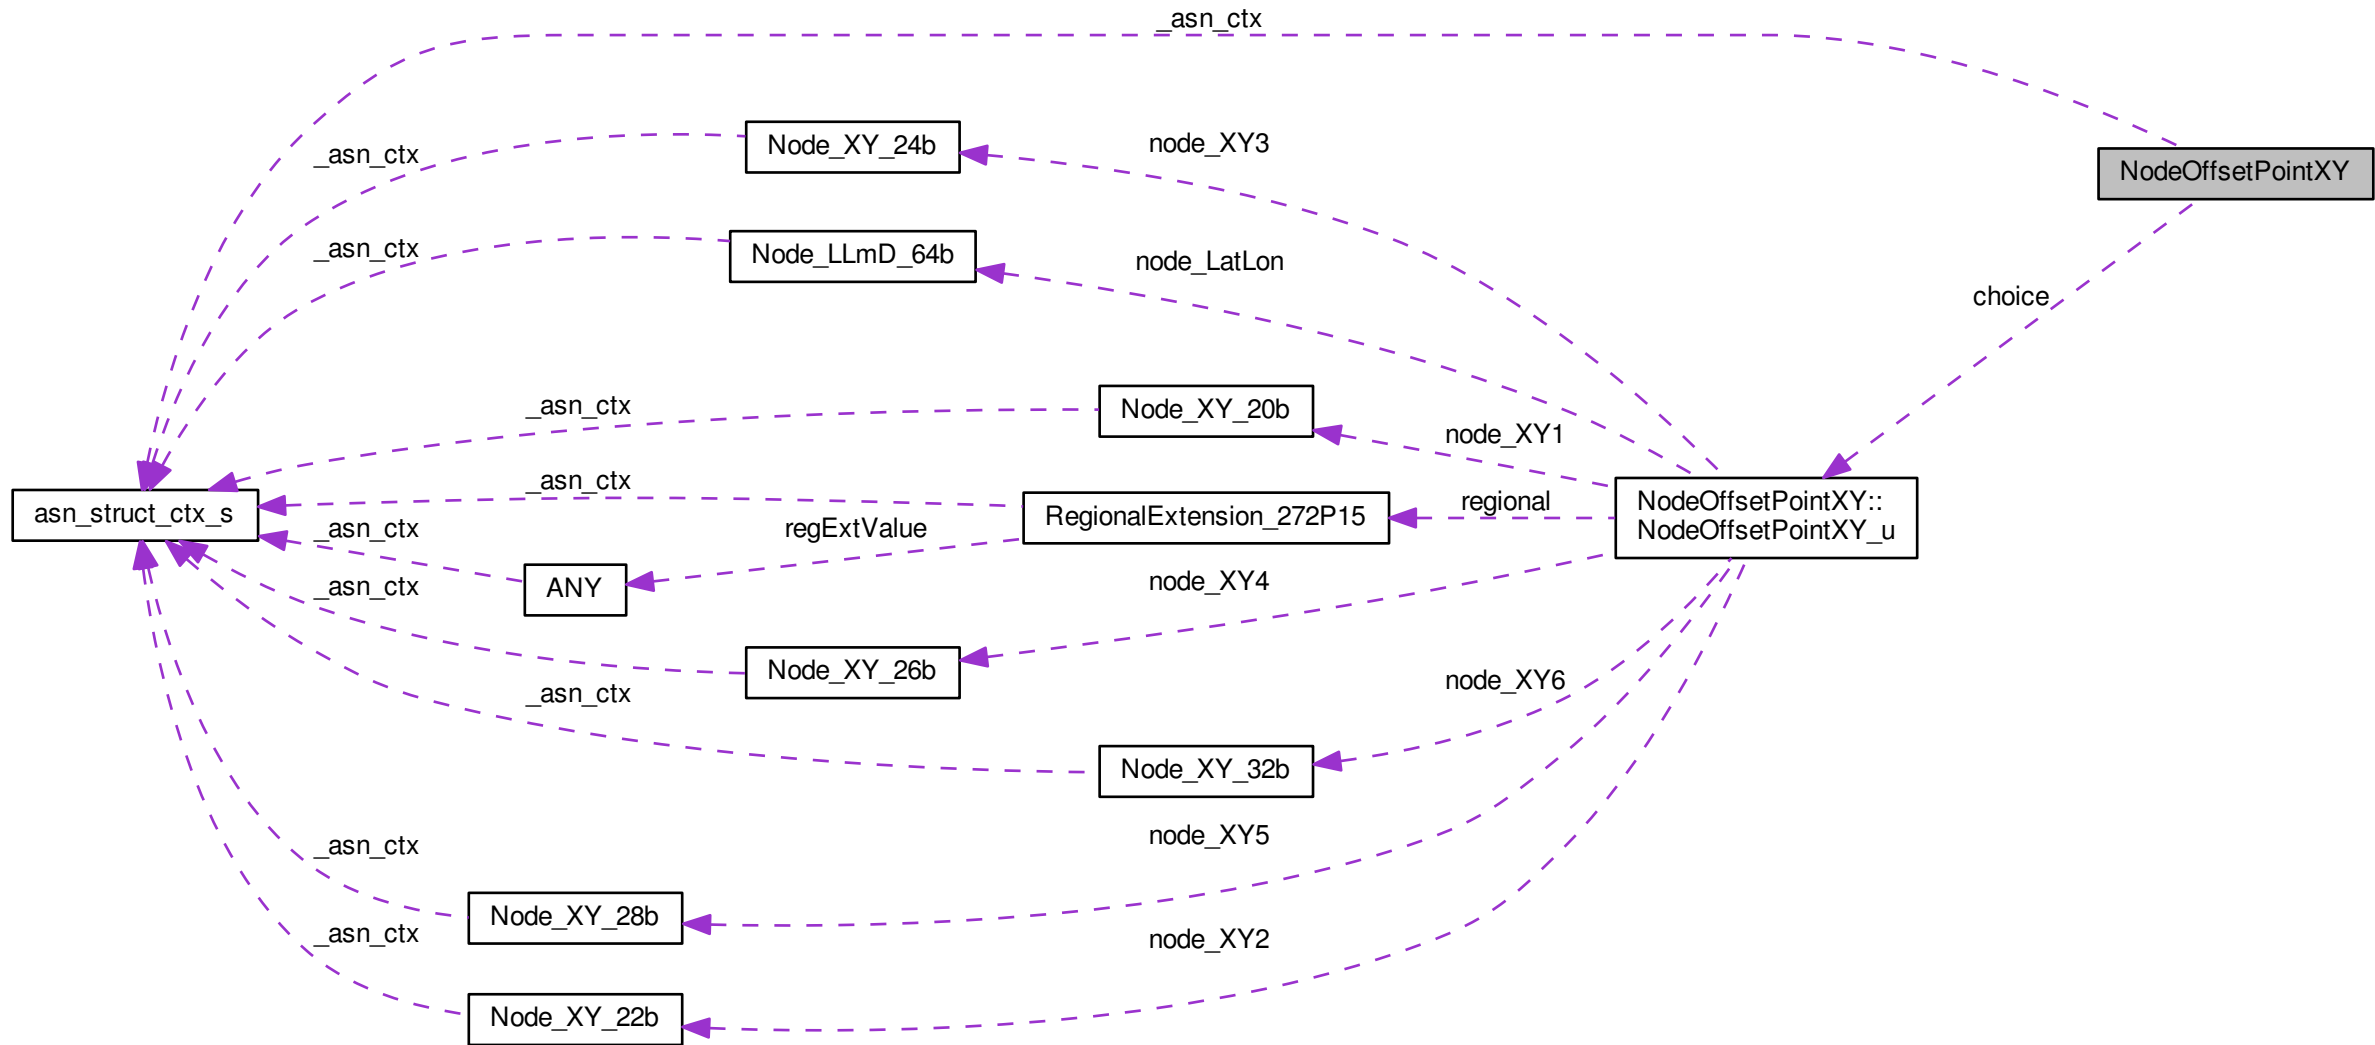 _asn_ctx
Node_XY_24b
node_XY3
_asn_ctx
NodeOffsetPointXY
Node_LLmD_64b
_asn_ctx
node_LatLon
choice
_asn_ctx
Node_XY_20b
node_XY1
_asn_ctx
asn_struct_ctx_s
RegionalExtension_272P15
regional
NodeOffsetPointXY::
NodeOffsetPointXY_u
_asn_ctx
regExtValue
ANY
_asn_ctx
node_XY4
Node_XY_26b
node_XY6
_asn_ctx
Node_XY_32b
node_XY5
_asn_ctx
Node_XY_28b
_asn_ctx
node_XY2
Node_XY_22b